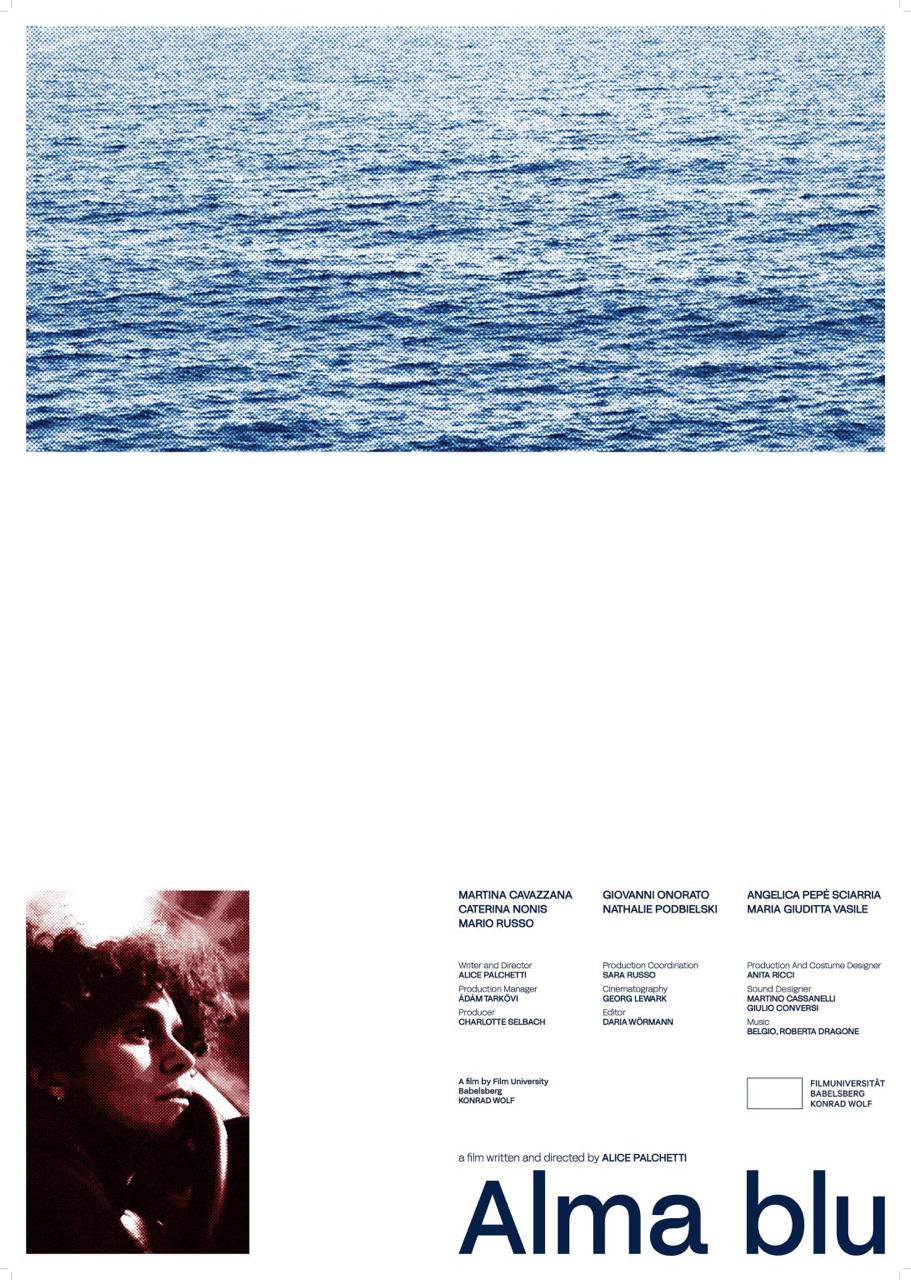 MARTINA CAVAZZANA
CATERINA NONIS
MARIO RUSSO
GIOVANNI ONORATO
NATHALIE PODBIELSKI
ANGELICA PEPÈ SCIARRIA
MARIA GIUDITTA VASILE
Writer and Director
ALICE PALCHETTI
Production Manager
ÁDÁM TARKÖVI
Producer
CHARLOTTE SELBACH
Production Coordination
SARA RUSSO
Cinematography
GEORG LEWARK
Editor
DARIA WÖRMANN
Production And Costume Designer
ANITA RICCI
Sound Designer
MARTINO CASSANELLI
GIULIO CONVERSI
Music
BELGIO, ROBERTA DRAGONE
A film by Film University
Babelsberg
KONRAD WOLF
FILMUNIVERSITÄT
BABELSBERG
KONRAD WOLF
a film written and directed by ALICE PALCHETTI
Alma blu